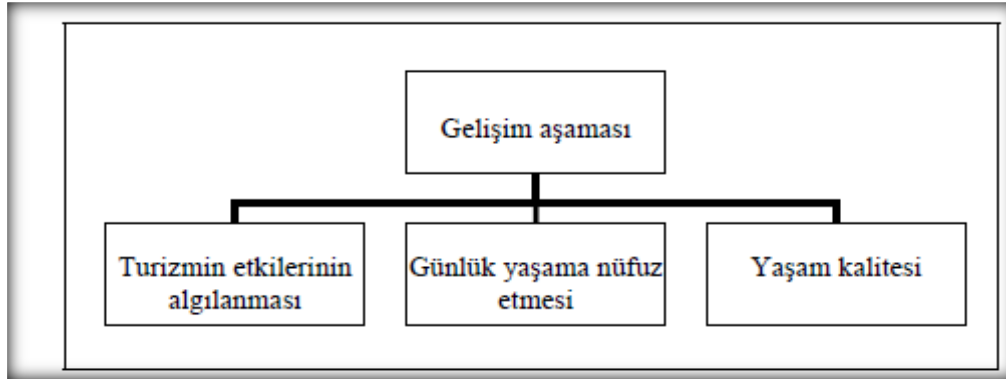 Gelişim aşaması
Turizmin etkilerinin
algılanması
Günlük yaşama nüfuz
etmesi
Yaşam kalitesi